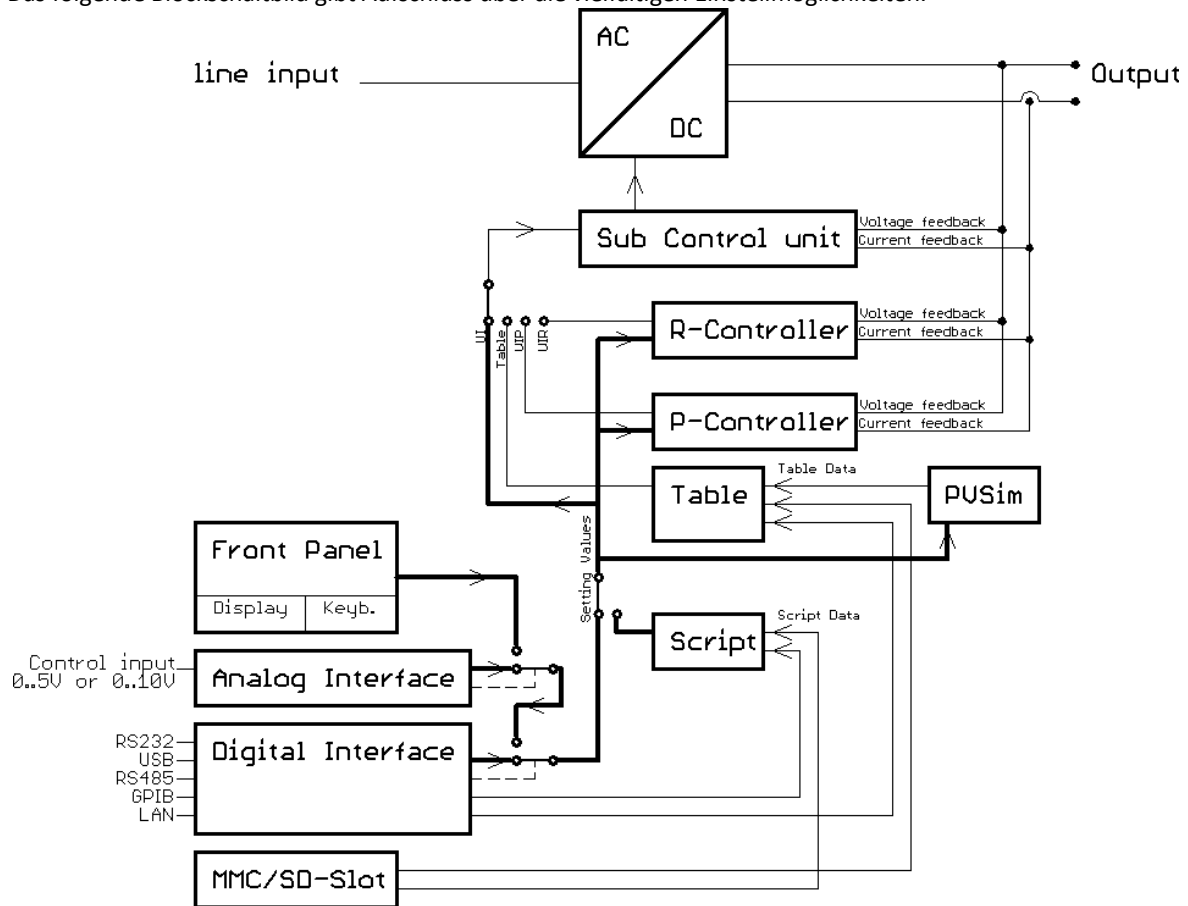 Das folgende Blockschaltbild gibt Aufschluss über die vielfältigen Einstellmöglichkeiten:
AC
DC
line input
Output
Sub Control unit
Voltage feedback
Current feedback
UI
Table
UIP
UIR
R-Controller
Voltage feedback
Current feedback
P-Controller
Voltage feedback
Current feedback
Table
Table Data
PVSim
Setting Values
Front Panel
Display
Keyb.
Script
Script Data
Control input
0..5V or 0..10V
Analog Interface
Digital Interface
RS232
USB
RS485
GPIB
LAN
MMC/SD-Slot